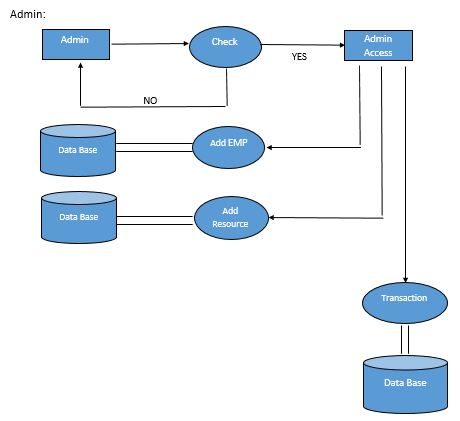 Admin:
Admin
Check
YES
Admin
Access
NO
Data Base
Add EMP
Data Base
Add
Resource
Transaction
Data Base